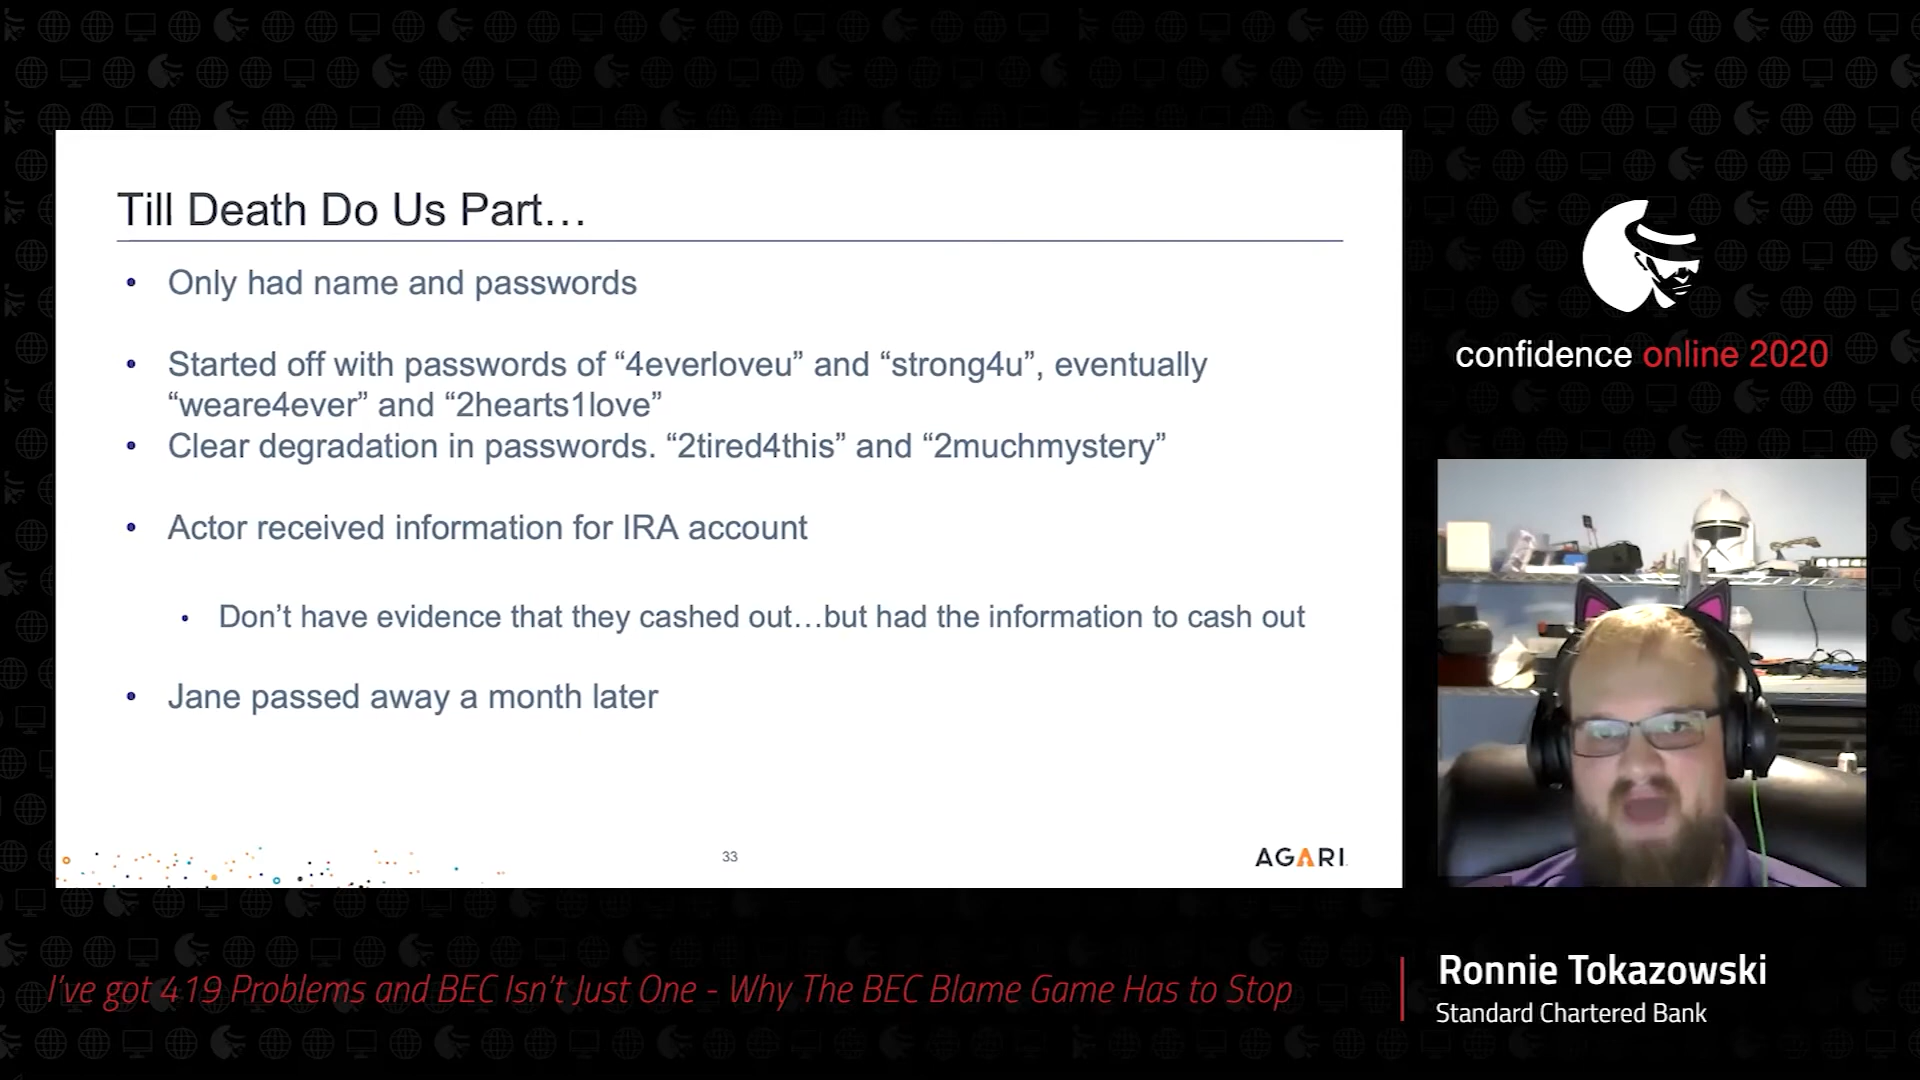 Till Death Do Us Part…
• Only had name and passwords
• Started off with passwords of “4everloveu” and “strong4u”, eventually
“weare4ever” and “2hearts1love”
• Clear degradation in passwords. “2tired4this” and “2muchmystery”
• Actor received information for IRA account
• Don’t have evidence that they cashed out…but had the information to cash out
• Jane passed away a month later
33
AGARI
confidence online 2020
I’ve got 419 Problems and BEC Isn’t Just One - Why The BEC Blame Game Has to Stop
Ronnie Tokazowski
Standard Chartered Bank